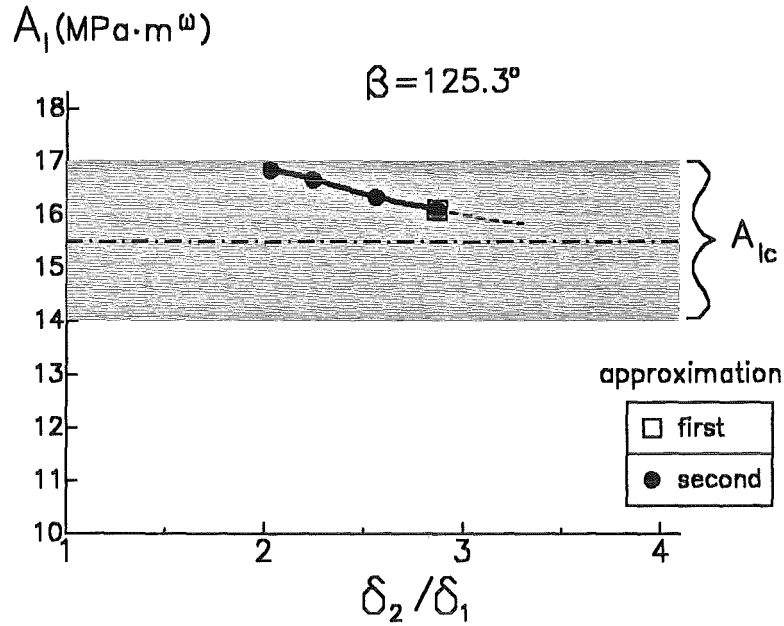 A_I (MPa·m^ω)
β = 125.3°
18
17
16
15
14
13
12
11
10
A_Ic
approximation
first
second
1 2 3 4
δ_2/δ_1